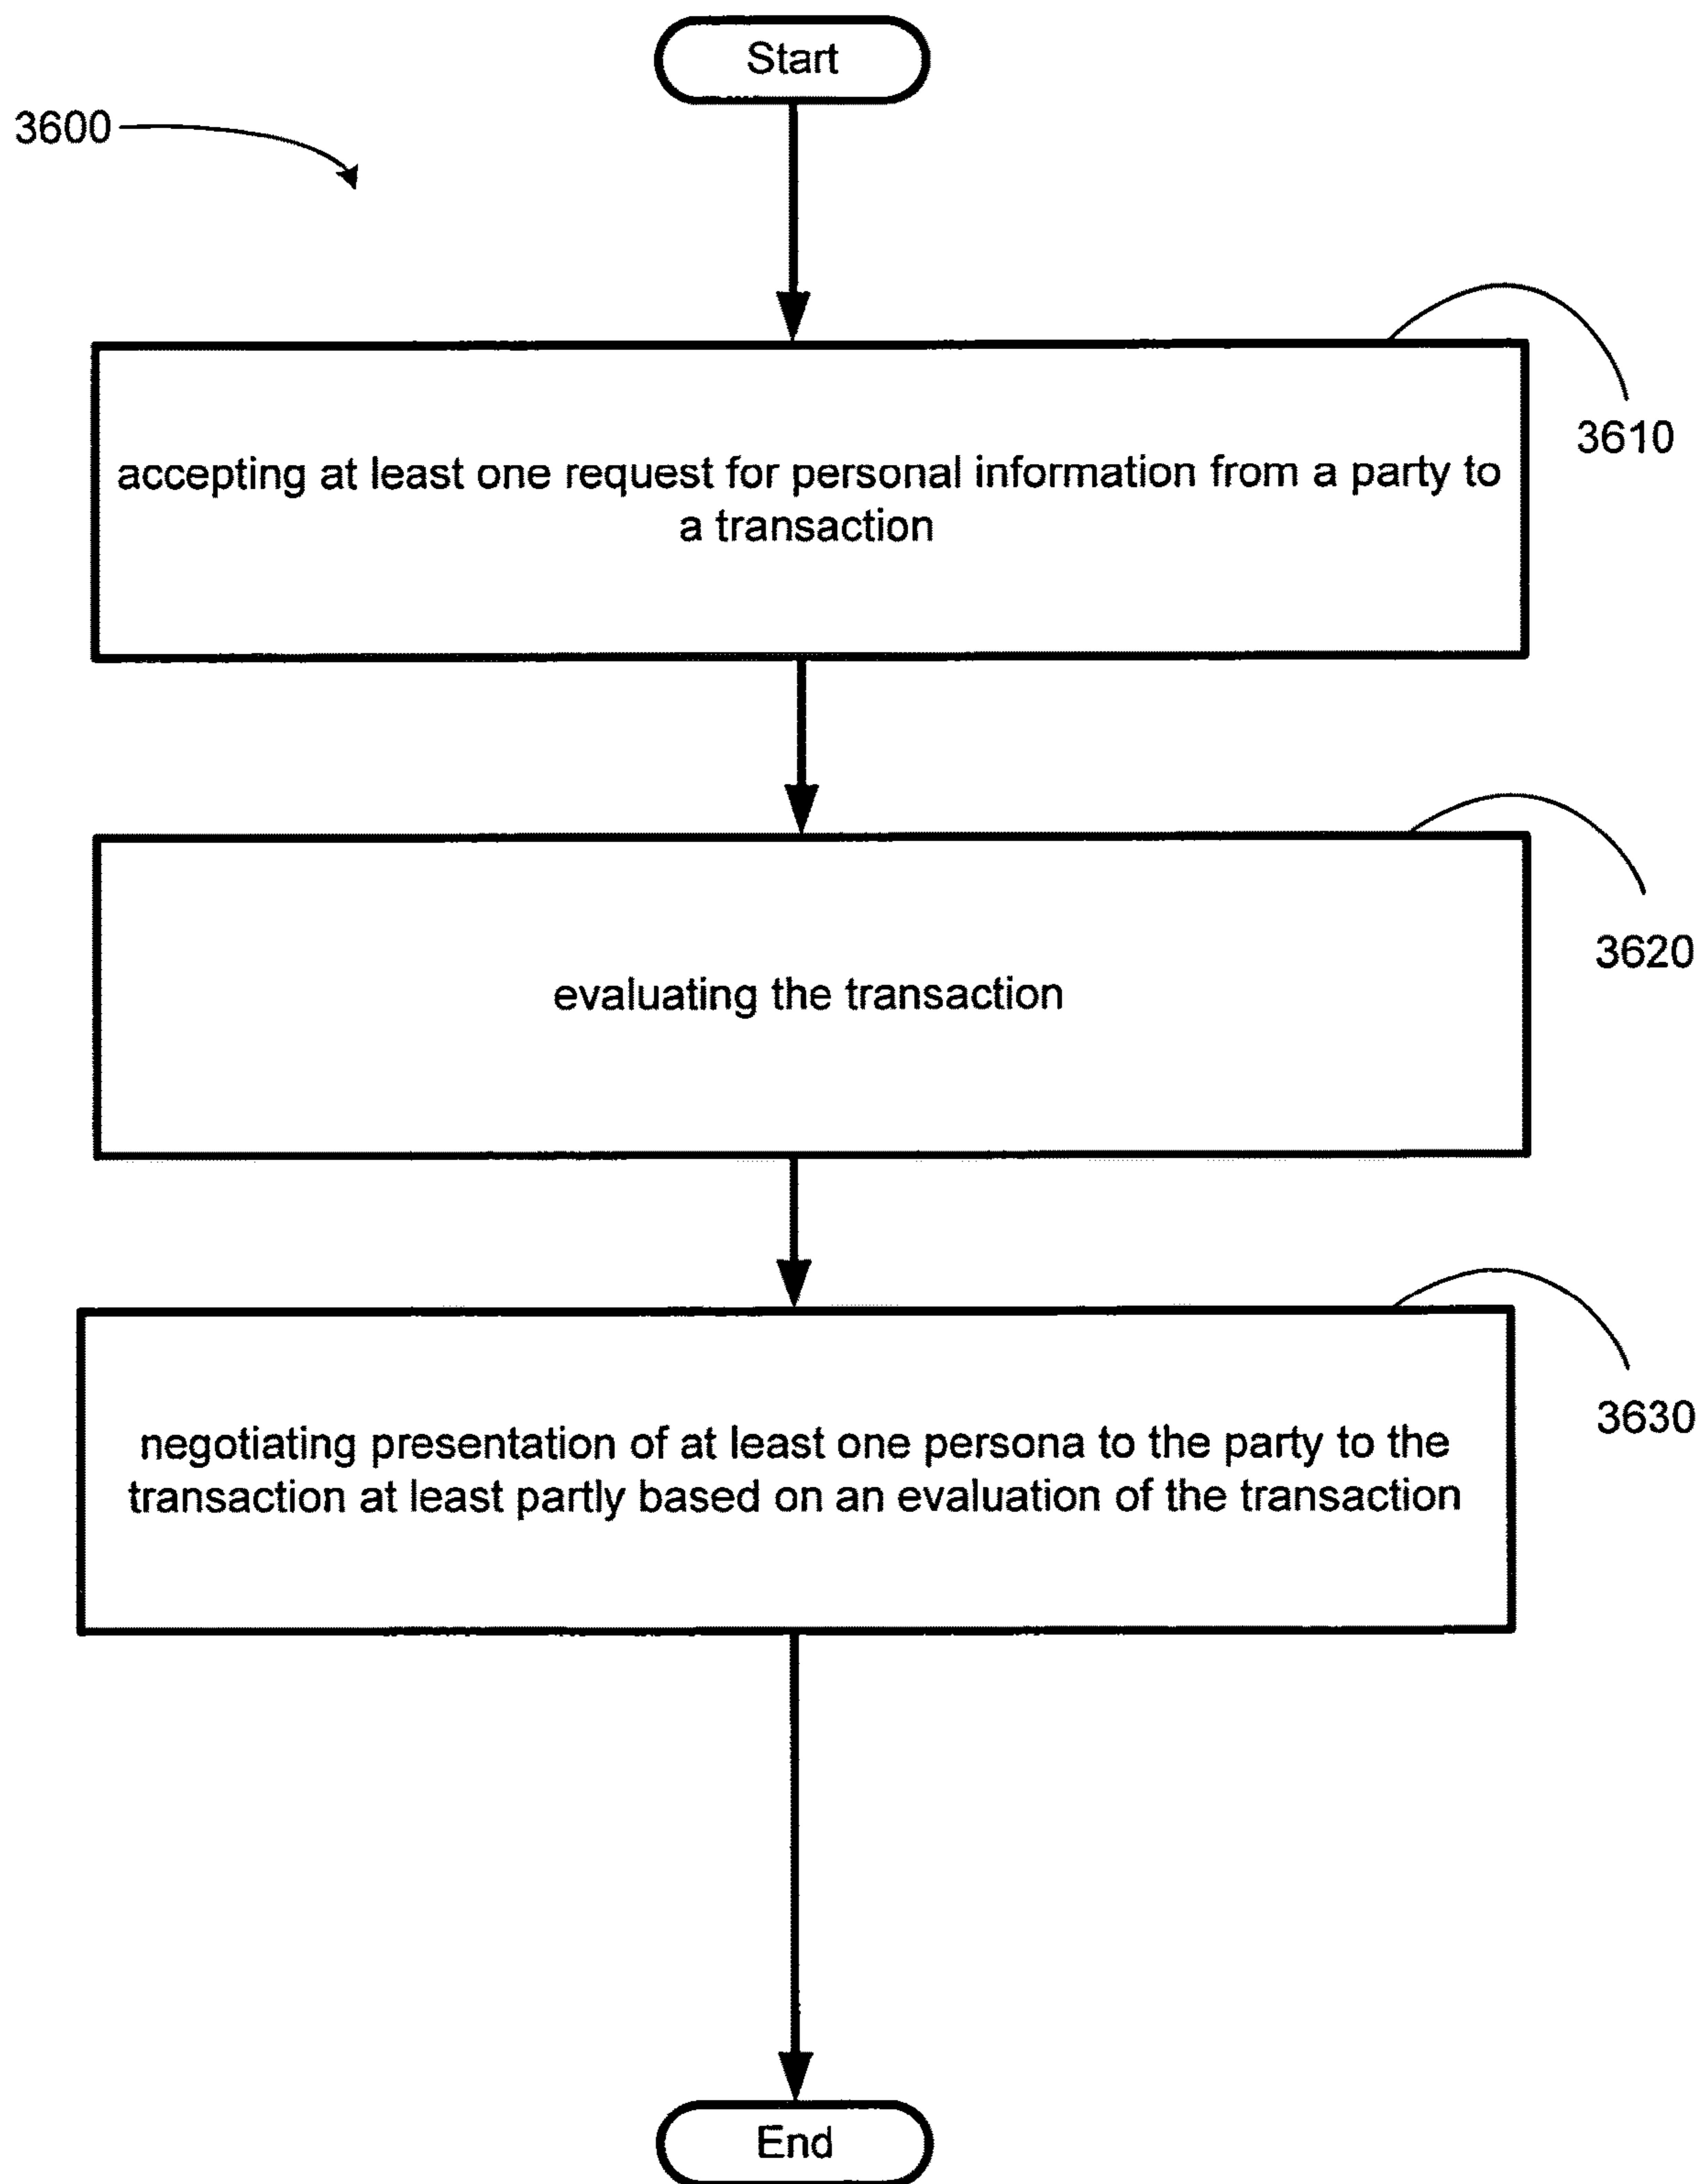 Start
3600
3610
accepting at least one request for personal information from a party to
a transaction
3620
evaluating the transaction
3630
negotiating presentation of at least one persona to the party to the
transaction at least partly based on an evaluation of the transaction
End